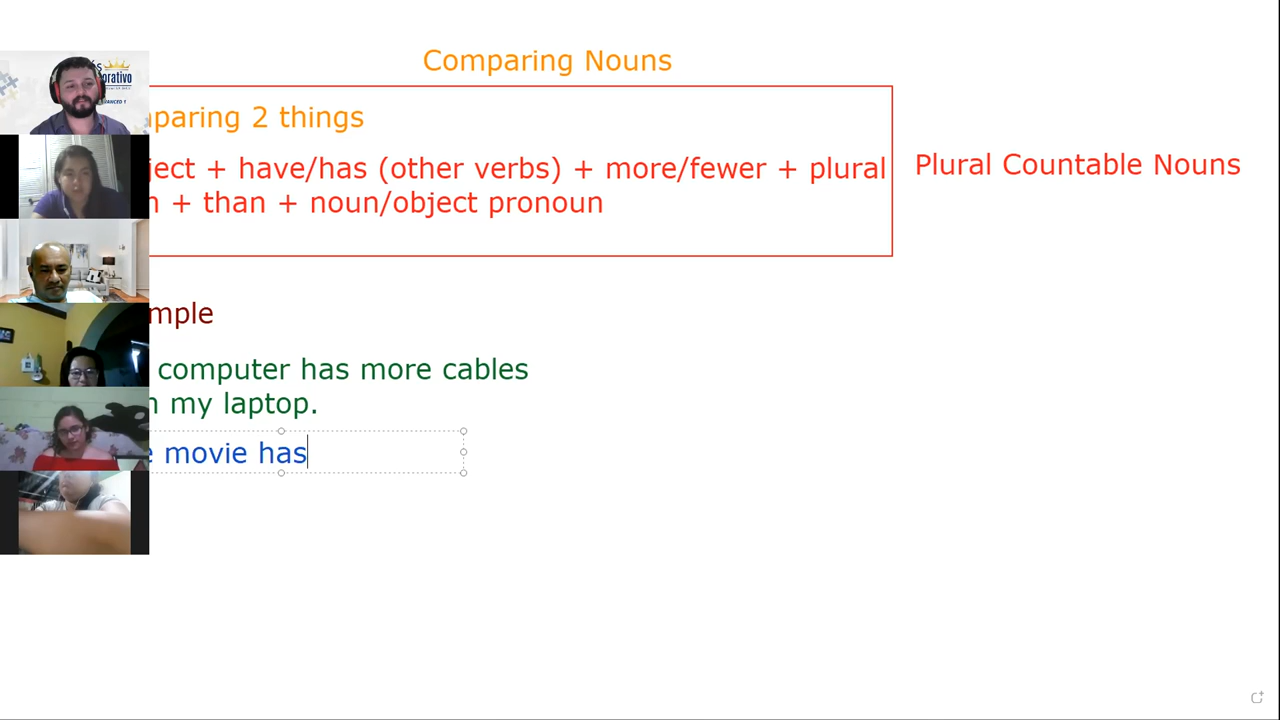 Comparing Nouns
paring 2 things
ject + have/has (other verbs) + more/fewer + plural
Plural Countable Nouns
+ than + noun/object pronoun
mple
computer has more cables
my laptop.
movie has
orativo